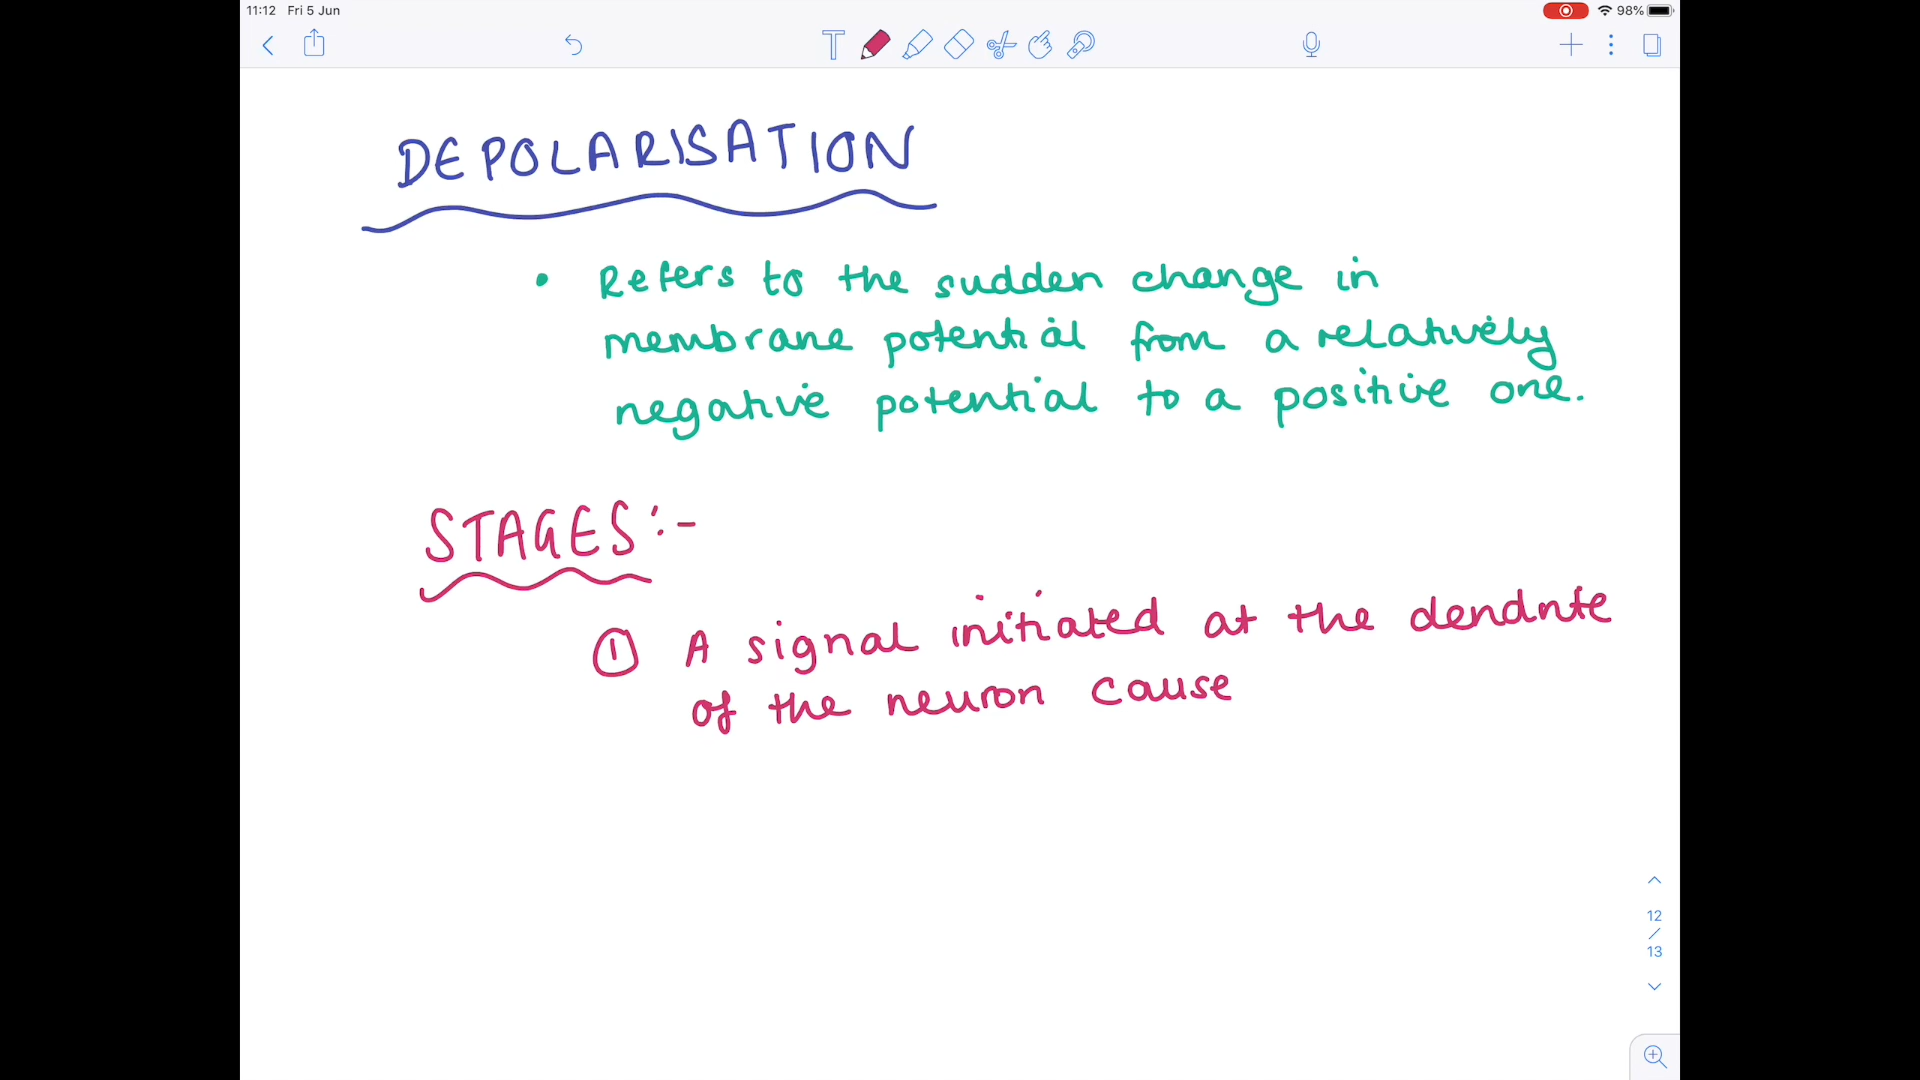 11:12 Fri 5 Jun
98%
T
DEPOLARISATION
• Refers to the sudden change in
membrane potential from a relatively
negative potential to a positive one.
STAGES:-
① A signal initiated at the dendrite
of the neuron cause
12
/
13